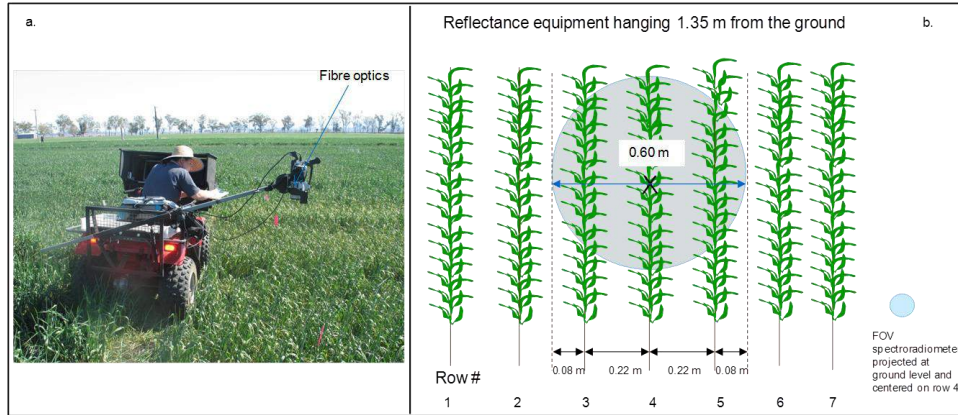 a.
Fibre optics
Reflectance equipment hanging 1.35 m from the ground
b.
0.60 m
0.08 m 0.22 m 0.22 m 0.08 m
Row #
1 2 3 4 5 6 7
FOV
spectroradiomete
projected at
ground level and
centered on row 4